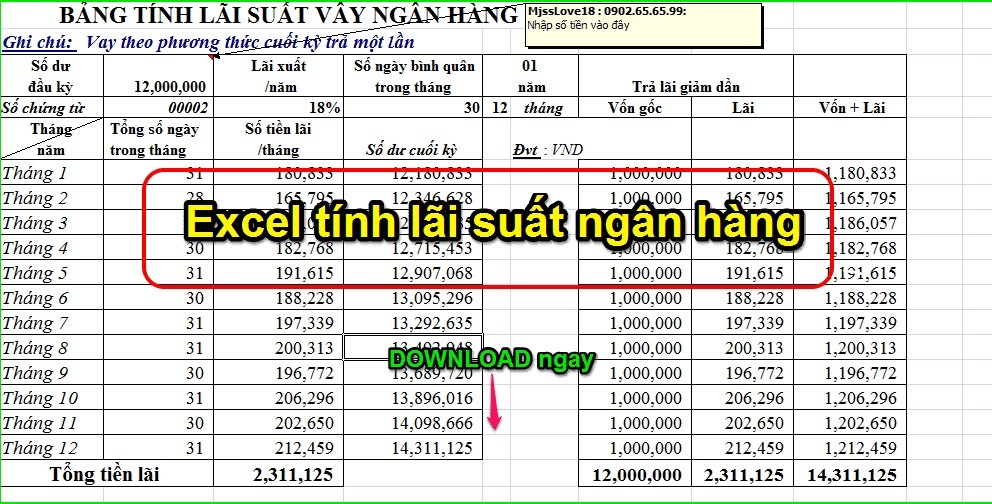 BẢNG TÍNH LÃI SUẤT VÂY NGÂN HÀNG
MjssLove18 : 0902.65.65.99:
Nhập số tiền vào đây
Ghi chú: Vay theo phương thức cuối kỳ trả một lần
Số dư đầu kỳ 12,000,000 Lãi xuất /năm Số ngày bình quân trong tháng 01 năm Trả lãi giảm dần
Số chứng từ 00002 18% 30 12 tháng Vốn gốc Lãi Vốn + Lãi
Tháng năm Tổng số ngày trong tháng Số tiền lãi /tháng Số dư cuối kỳ Đvt : VND
Tháng 1 31 180,833 12,180,833 1,000,000 180,833 1,180,833
Tháng 2 28 165,795 12,346,628 1,000,000 165,795 1,165,795
Tháng 3 1,186,057
Excel tính lãi suất ngân hàng
Tháng 4 30 182,768 12,715,453 1,000,000 182,768 1,182,768
Tháng 5 31 191,615 12,907,068 1,000,000 191,615 1,191,615
Tháng 6 30 188,228 13,095,296 1,000,000 188,228 1,188,228
Tháng 7 31 197,339 13,292,635 1,000,000 197,339 1,197,339
Tháng 8 31 200,313 1,000,000 200,313 1,200,313
DOWNLOAD ngay
Tháng 9 30 196,772 13,689,720 1,000,000 196,772 1,196,772
Tháng 10 31 206,296 13,896,016 1,000,000 206,296 1,206,296
Tháng 11 30 202,650 14,098,666 1,000,000 202,650 1,202,650
Tháng 12 31 212,459 14,311,125 1,000,000 212,459 1,212,459
Tổng tiền lãi 2,311,125 12,000,000 2,311,125 14,311,125